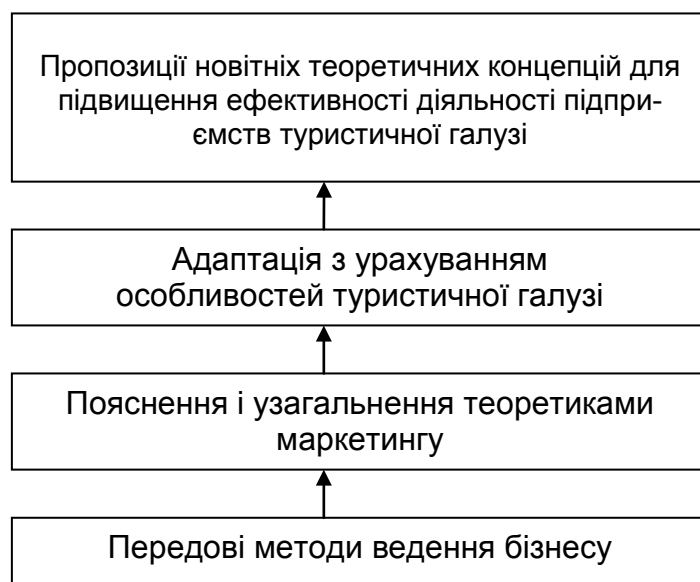 Пропозиції новітніх теоретичних концепцій для
підвищення ефективності діяльності підпри-
ємств туристичної галузі
Адаптація з урахуванням
особливостей туристичної галузі
Пояснення і узагальнення теоретиками
маркетингу
Передові методи ведення бізнесу